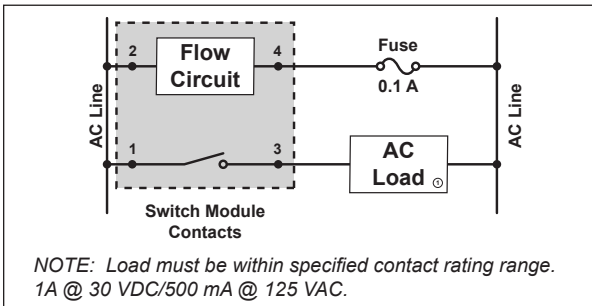 2
Flow
Circuit
4
Fuse
0.1 A
AC Line
AC Line
1
3
AC
Load ①
Switch Module
Contacts
NOTE: Load must be within specified contact rating range.
1A @ 30 VDC/500 mA @ 125 VAC.